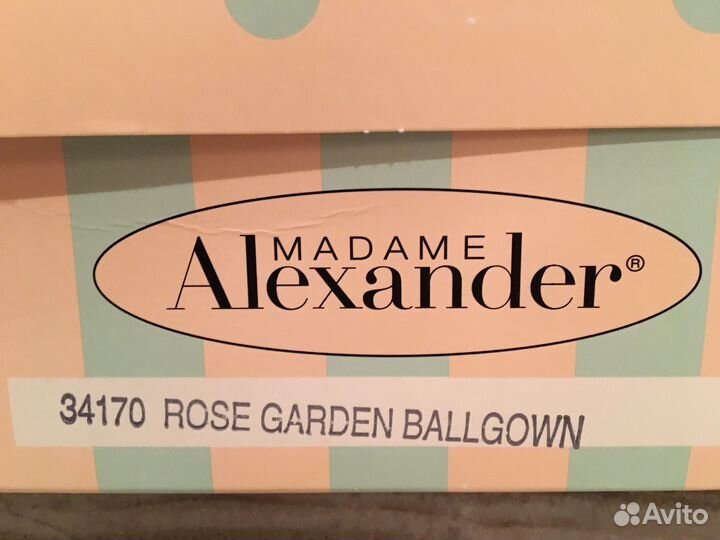 MADAME
Alexander®
34170 ROSE GARDEN BALLGOWN
Avito